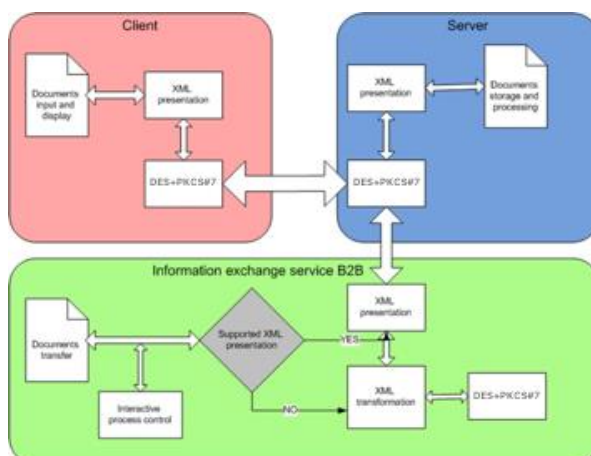 Client
Documents
input and
display
XML
presentation
DES+PKCS#7
Server
XML
presentation
Documents
storage and
processing
DES+PKCS#7
Information exchange service B2B
Documents
transfer
Interactive
process control
Supported XML
presentation
YES
NO
XML
presentation
XML
transformation
DES+PKCS#7